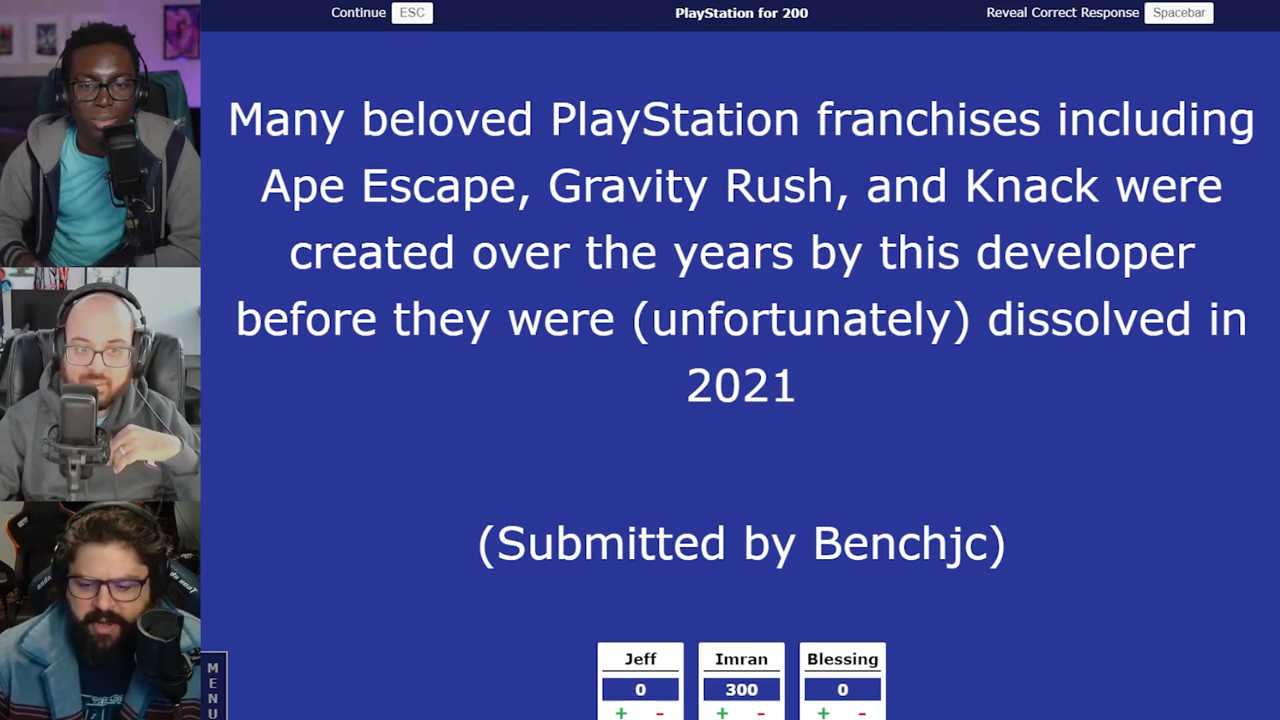 Continue ESC PlayStation for 200 Reveal Correct Response Spacebar
Many beloved PlayStation franchises including
Ape Escape, Gravity Rush, and Knack were
created over the years by this developer
before they were (unfortunately) dissolved in
2021
(Submitted by Benchjc)
MENU
Jeff Imran Blessing
0 300 0
+ - + - + -